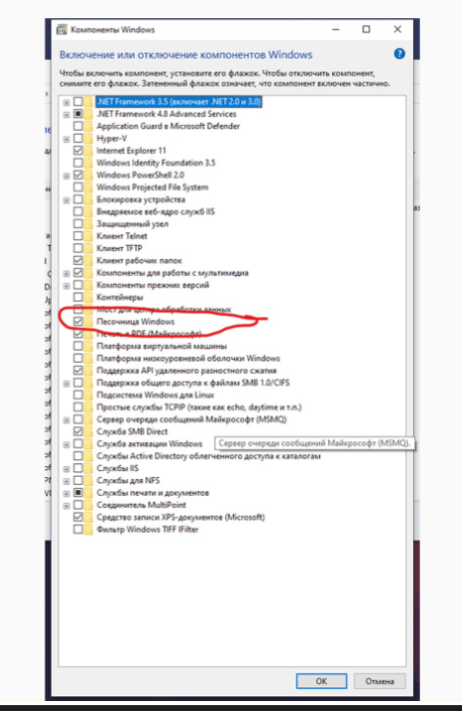 Компоненты Windows
Включение или отключение компонентов Windows
Чтобы включить компонент, установите его флажок. Чтобы отключить компонент,
снимите его флажок. Затененный флажок означает, что компонент включен частично.
.NET Framework 3.5 (включает .NET 2.0 и 3.0)
.NET Framework 4.8 Advanced Services
Application Guard в Microsoft Defender
Hyper-V
Internet Explorer 11
Windows Identity Foundation 3.5
Windows PowerShell 2.0
Windows Projected File System
Блокировка устройства
Внедряемое веб-ядро служб IIS
Защищенный узел
Клиент Telnet
Клиент TFTP
Клиент рабочих папок
Компоненты для работы с мультимедиа
Компоненты прежних версий
Контейнеры
Мост для центра обработки данных
Песочница Windows
Печать в PDF (Майкрософт)
Платформа виртуальной машины
Платформа низкоуровневой оболочки Windows
Поддержка API удаленного разностного сжатия
Поддержка общего доступа к файлам SMB 1.0/CIFS
Подсистема Windows для Linux
Простые службы TCPIP (такие как echo, daytime и т.п.)
Сервер очереди сообщений Майкрософт (MSMQ)
Служба SMB Direct
Служба активации Windows
Сервер очереди сообщений Майкрософт (MSMQ).
Службы Active Directory облегченного доступа к каталогам
Службы IIS
Службы для NFS
Службы печати и документов
Соединитель MultiPoint
Средство записи XPS-документов (Microsoft)
Фильтр Windows TIFF IFilter
ОК
Отмена